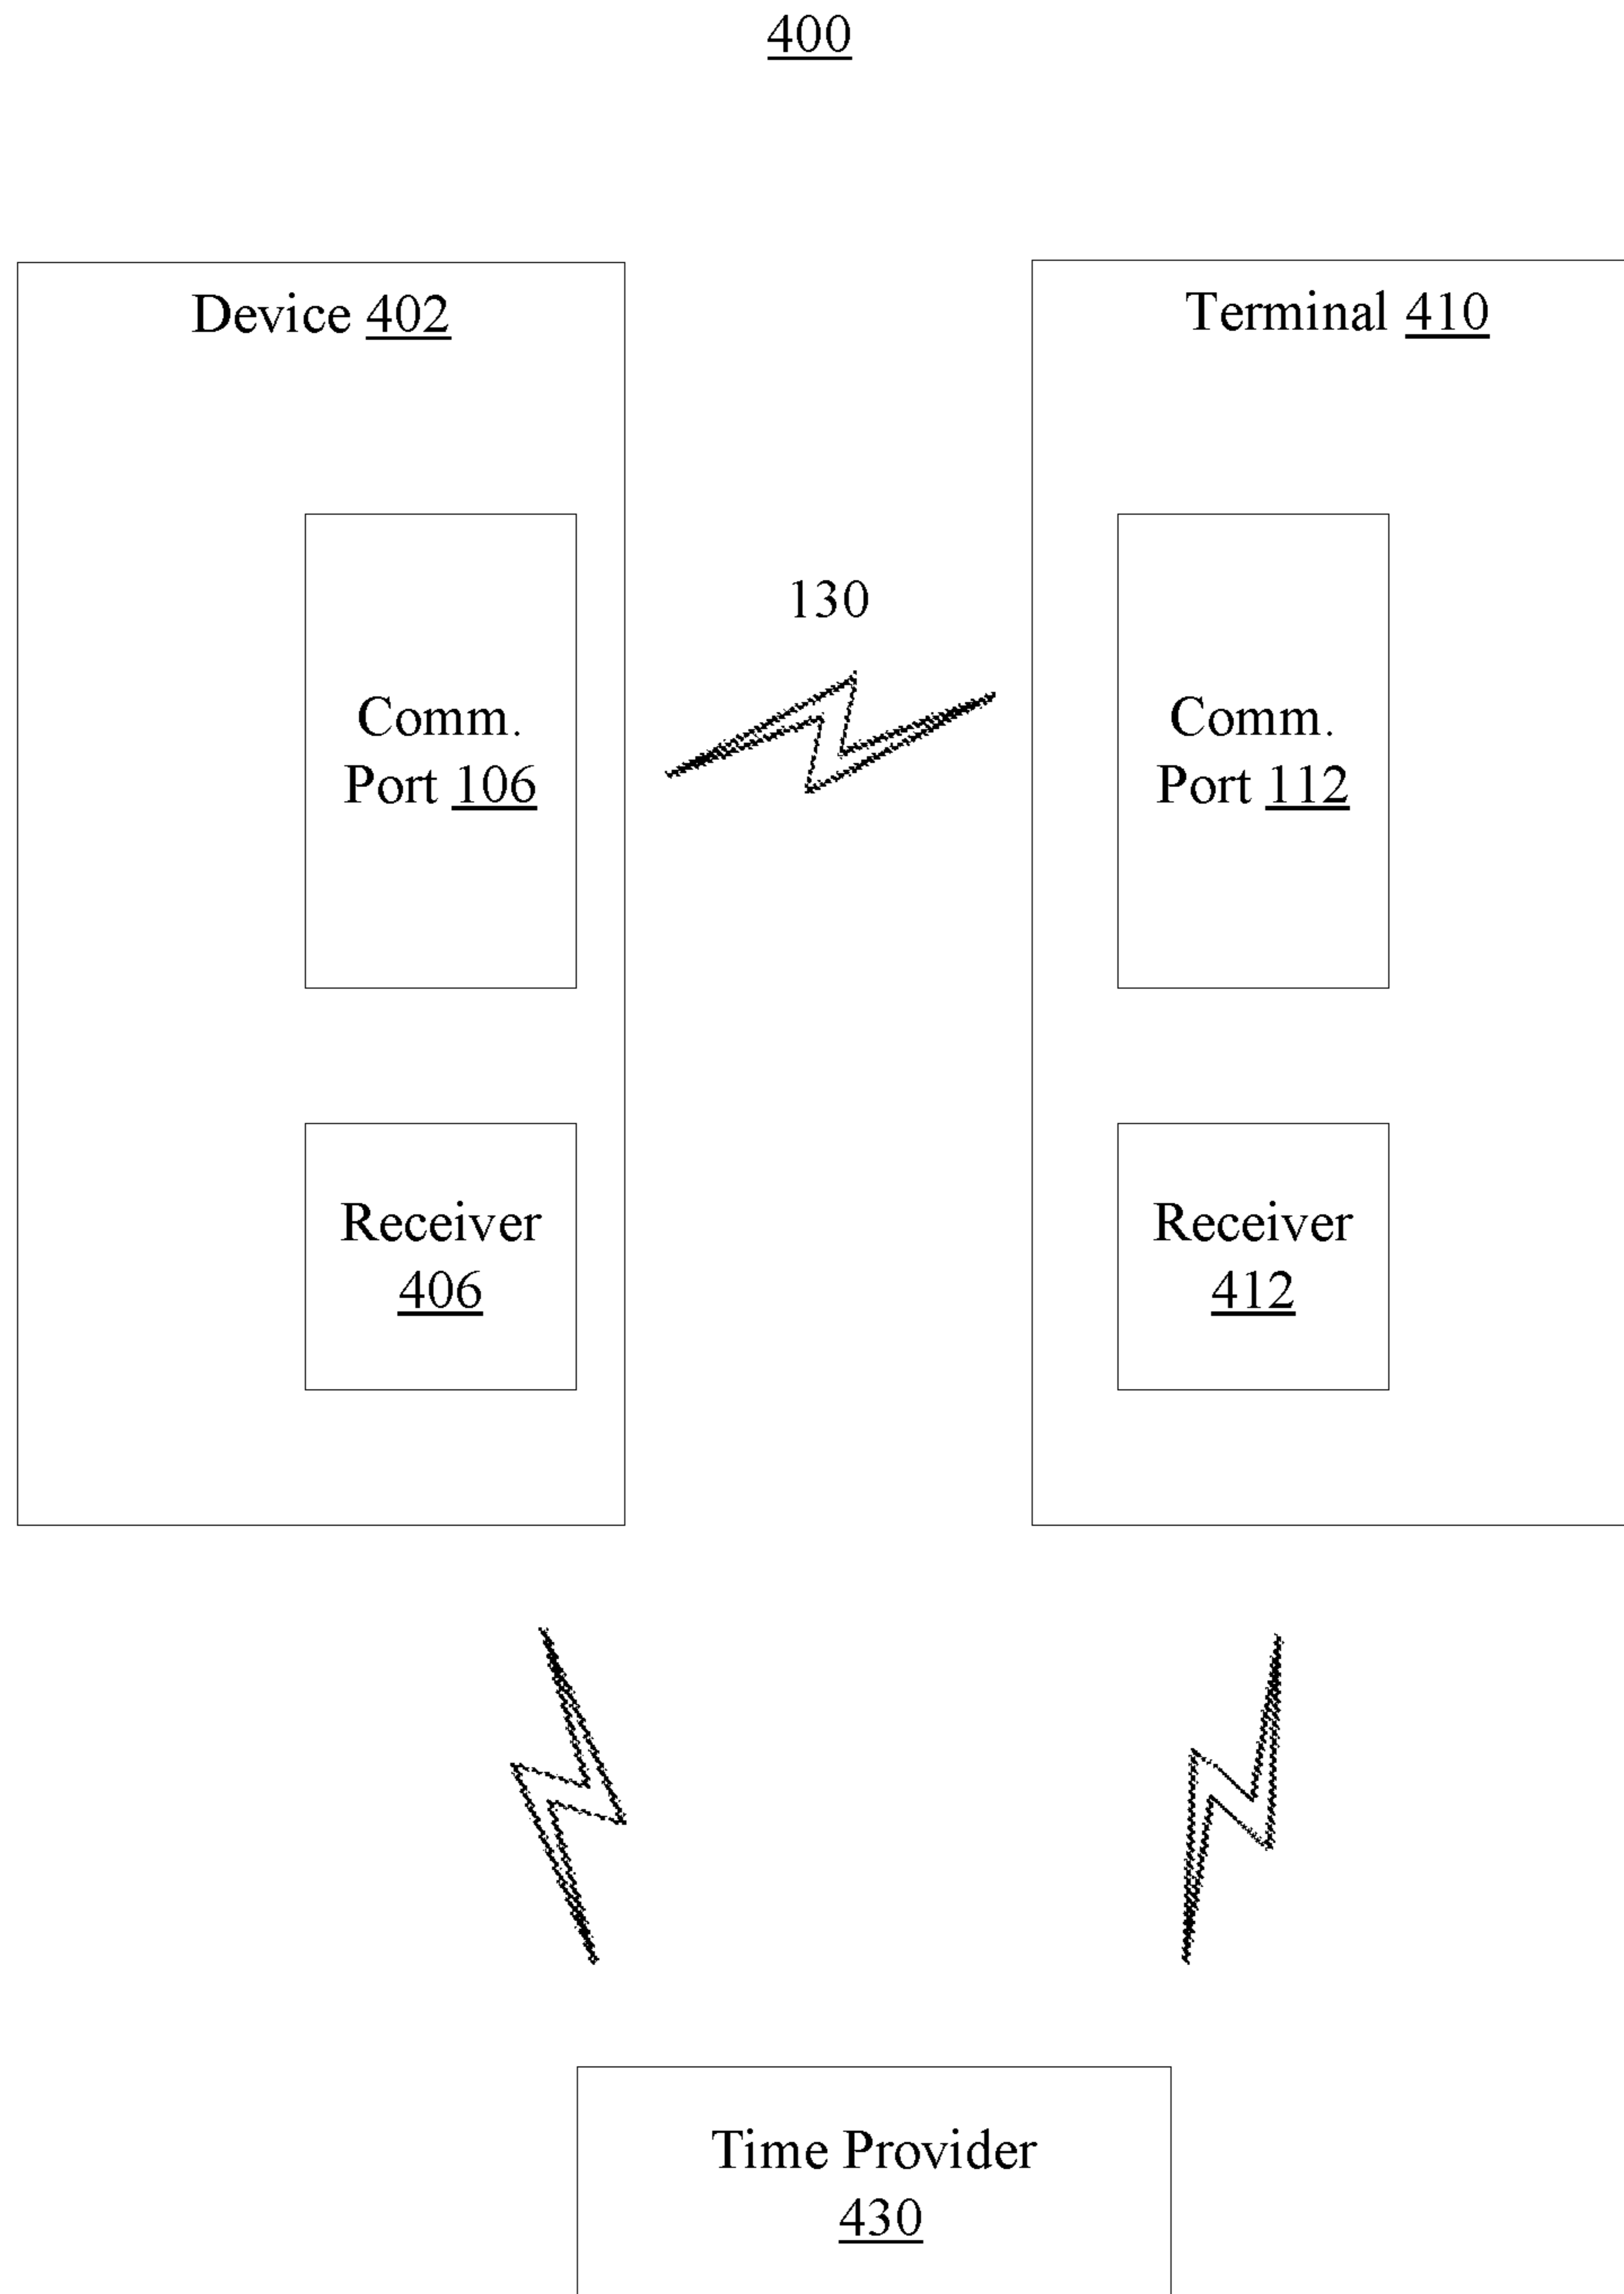 400
Device 402
Terminal 410
130
Comm.
Port 106
Comm.
Port 112
Receiver
406
Receiver
412
Time Provider
430